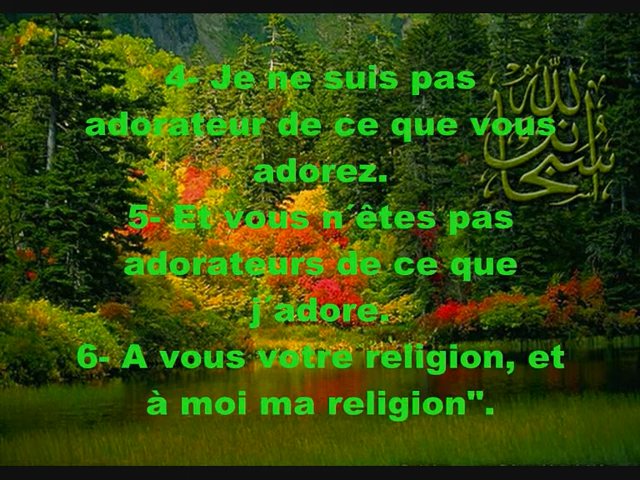 4- Je ne suis pas
adorateur de ce que vous
adorez.
5- Et vous n´êtes pas
adorateurs de ce que
j´adore.
6- A vous votre religion, et
à moi ma religion".
سبحان الله